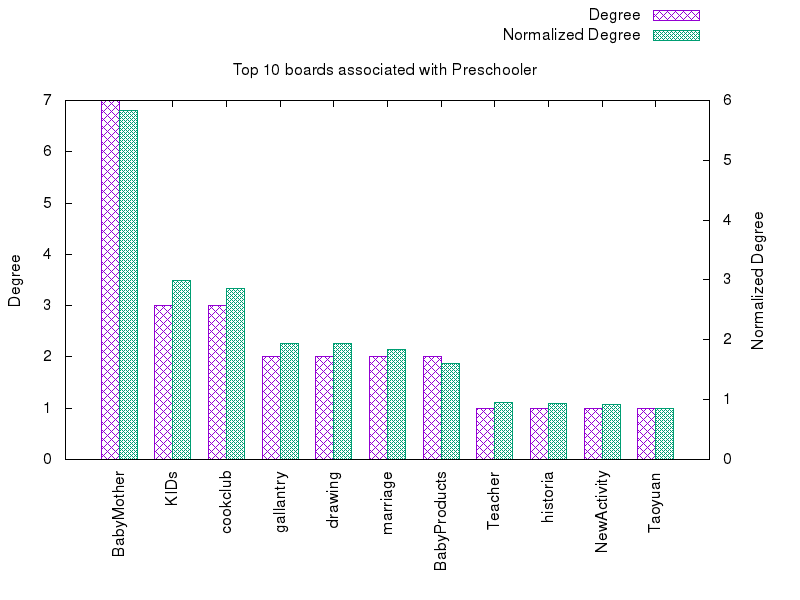 Degree
Normalized Degree
Top 10 boards associated with Preschooler
7
6
5
4
3
2
1
0
Degree
6
5
4
3
2
1
0
Normalized Degree
BabyMother
KIDs
cookclub
gallantry
drawing
marriage
BabyProducts
Teacher
historia
NewActivity
Taoyuan